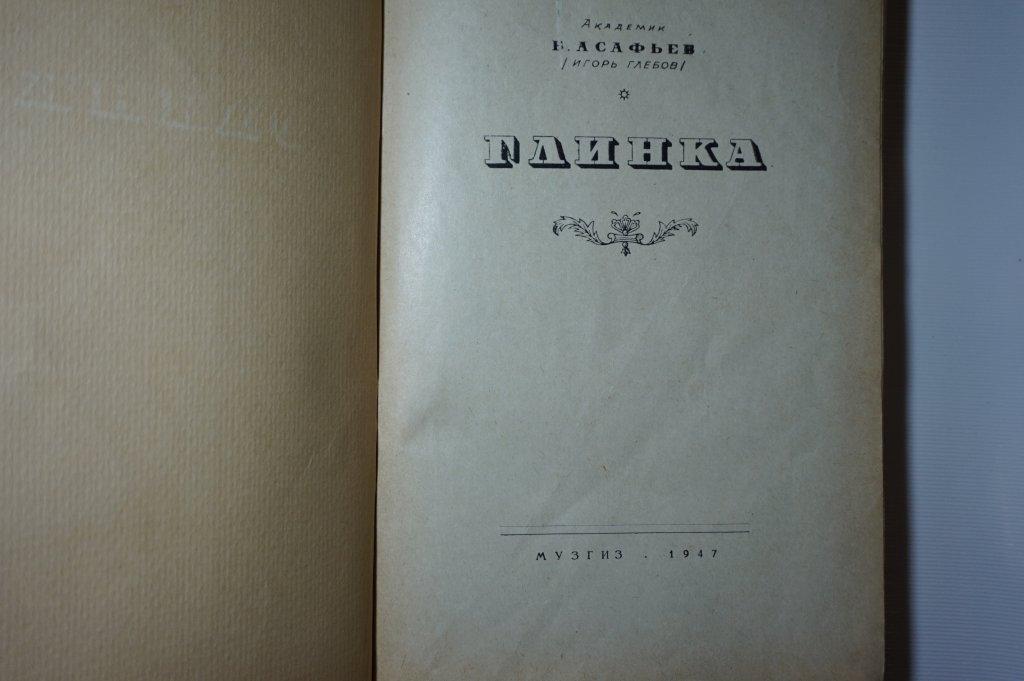 Академик
Б. АСАФЬЕВ
/ИГОРЬ ГЛЕБОВ/
ГЛИНКА
МУЗГИЗ . 1947